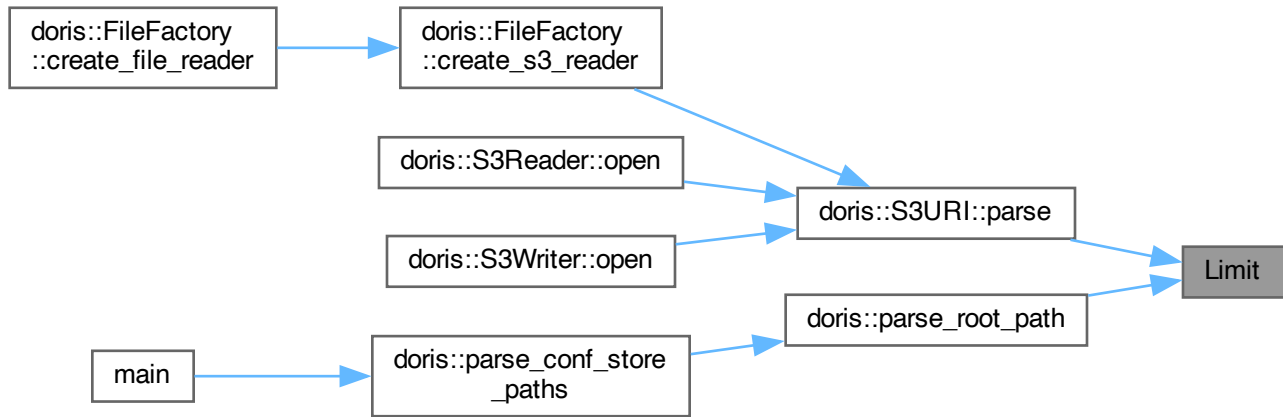 doris::FileFactory
::create_file_reader
doris::FileFactory
::create_s3_reader
doris::S3Reader::open
doris::S3URI::parse
doris::S3Writer::open
Limit
doris::parse_root_path
main
doris::parse_conf_store
_paths